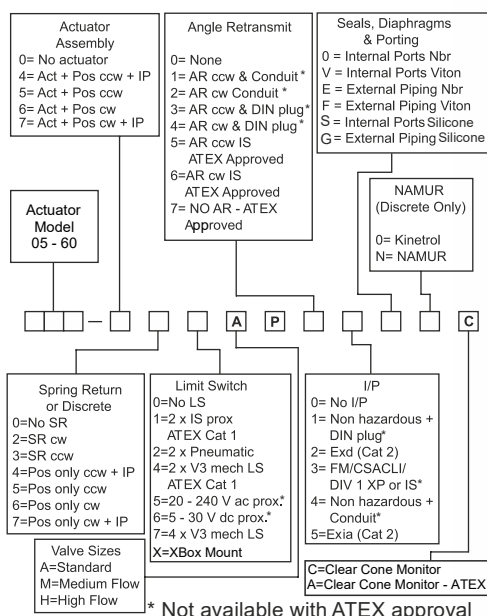 Actuator
Assembly
0= No actuator
4= Act + Pos ccw + IP
5= Act + Pos ccw
6= Act + Pos cw
7= Act + Pos cw + IP
Angle Retransmit
0= None
1= AR ccw & Conduit *
2= AR cw Conduit *
3= AR ccw & DIN plug*
4= AR cw & DIN plug*
5= AR ccw IS
ATEX Approved
6=AR cw IS
ATEX Approved
7= NO AR - ATEX
Approved
Seals, Diaphragms
& Porting
0 = Internal Ports Nbr
V = Internal Ports Viton
E = External Piping Nbr
F = External Piping Viton
S = Internal Ports Silicone
G= External Piping Silicone
NAMUR
(Discrete Only)
0= Kinetrol
N= NAMUR
Actuator
Model
05 - 60
– A P C
Spring Return
or Discrete
0=No SR
2=SR cw
3=SR ccw
4=Pos only ccw + IP
5=Pos only ccw
6=Pos only cw
7=Pos only cw + IP
Limit Switch
0=No LS
1=2 x IS prox
ATEX Cat 1
2=2 x Pneumatic
4=2 x V3 mech LS
ATEX Cat 1
5=20 - 240 V ac prox.*
6=5 - 30 V dc prox.*
7=4 x V3 mech LS
X=XBox Mount
I/P
0= No I/P
1= Non hazardous +
DIN plug*
2= Exd (Cat 2)
3= FM/CSACLI/
DIV 1 XP or IS*
4= Non hazardous +
Conduit*
5=Exia (Cat 2)
Valve Sizes
A=Standard
M=Medium Flow
H=High Flow
C=Clear Cone Monitor
A=Clear Cone Monitor - ATEX
* Not available with ATEX approval